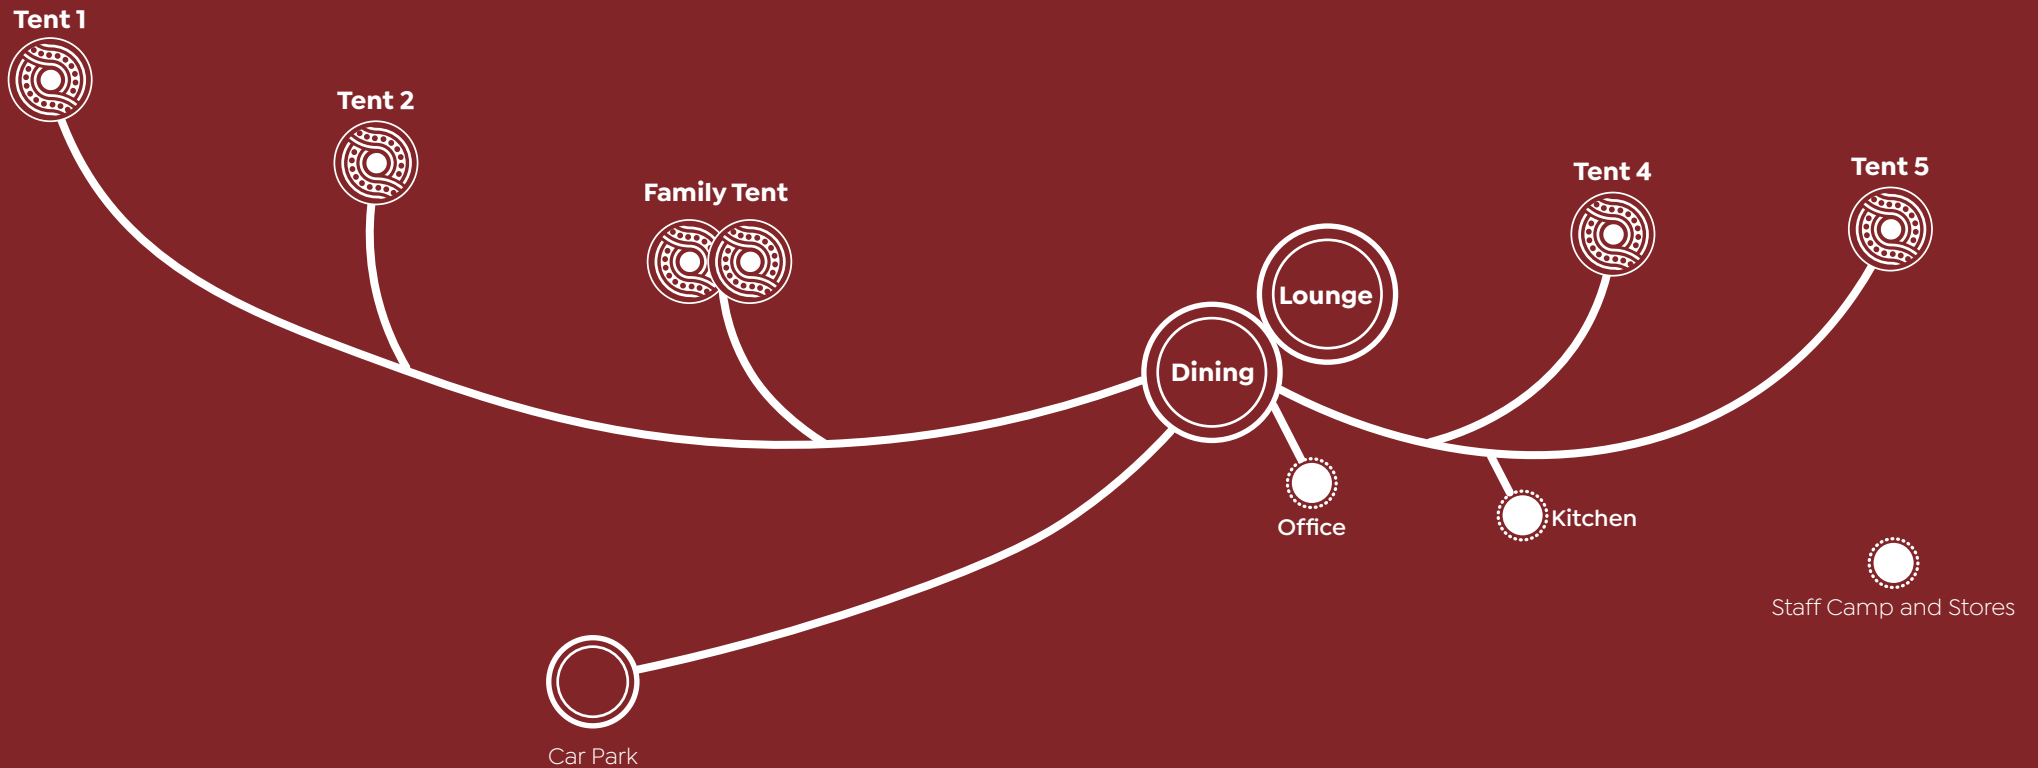 Tent 1
Tent 2
Family Tent
Tent 4
Tent 5
Lounge
Dining
Office
Kitchen
Staff Camp and Stores
Car Park